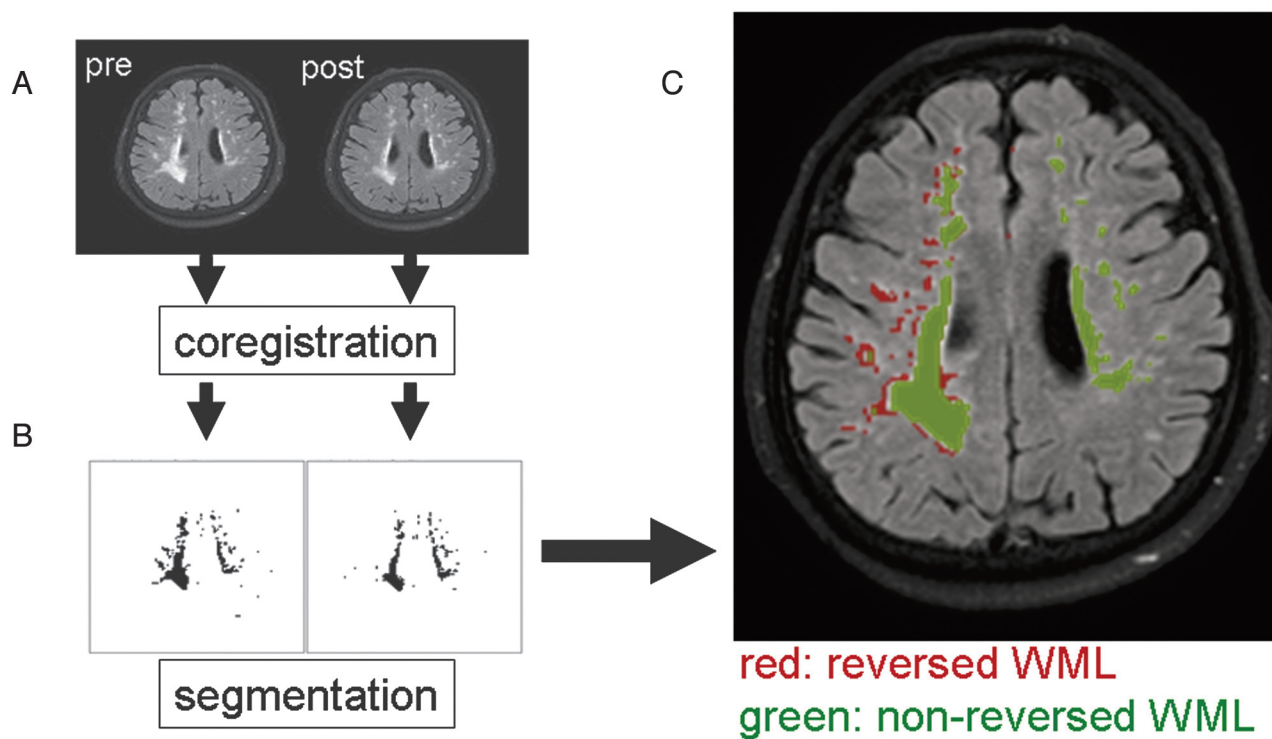 A
pre
post
coregistration
B
segmentation
C
red: reversed WML
green: non-reversed WML